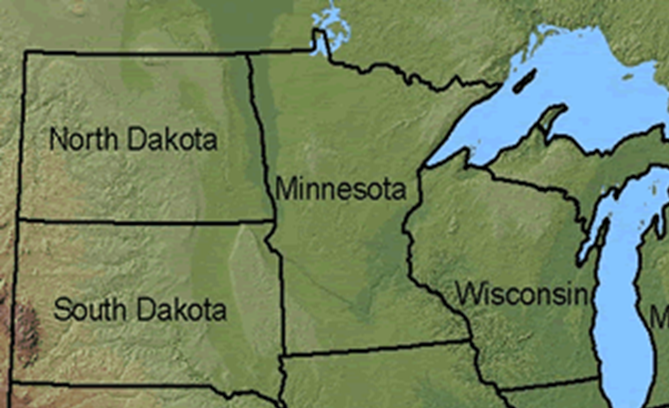 North Dakota
Minnesota
South Dakota
Wisconsin
M